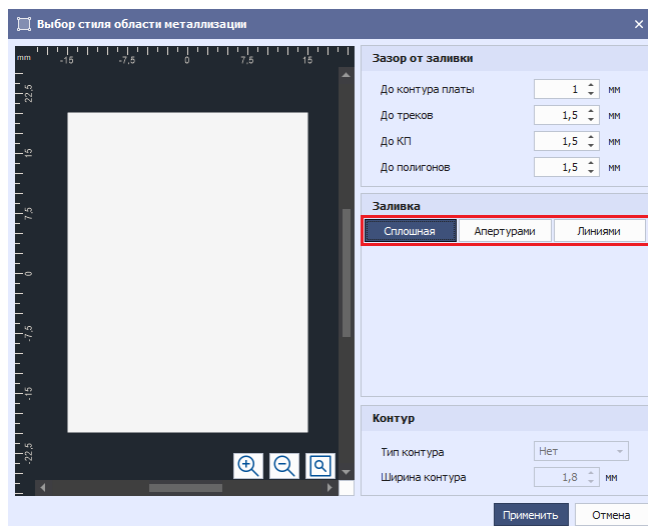 Выбор стиля области металлизации
mm -15 -7,5 0 7,5 15
22,5
15
7,5
0
-7,5
-15
-22,5
Зазор от заливки
До контура платы 1 мм
До треков 1,5 мм
До КП 1,5 мм
До полигонов 1,5 мм
Заливка
Сплошная Апертурами Линиями
Контур
Тип контура Нет
Ширина контура 1,8 мм
Применить Отмена